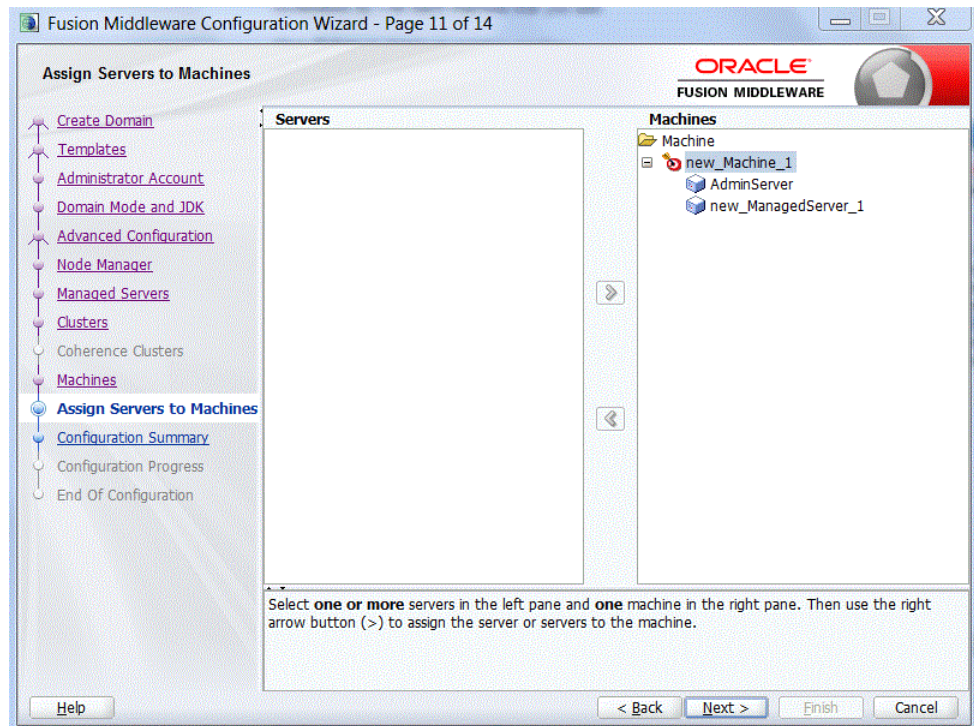 Fusion Middleware Configuration Wizard - Page 11 of 14
Assign Servers to Machines
ORACLE
FUSION MIDDLEWARE
Create Domain
Templates
Administrator Account
Domain Mode and JDK
Advanced Configuration
Node Manager
Managed Servers
Clusters
Coherence Clusters
Machines
Assign Servers to Machines
Configuration Summary
Configuration Progress
End Of Configuration
Servers
Machines
Machine
new_Machine_1
AdminServer
new_ManagedServer_1
Select one or more servers in the left pane and one machine in the right pane. Then use the right
arrow button (>) to assign the server or servers to the machine.
Help
< Back
Next >
Finish
Cancel